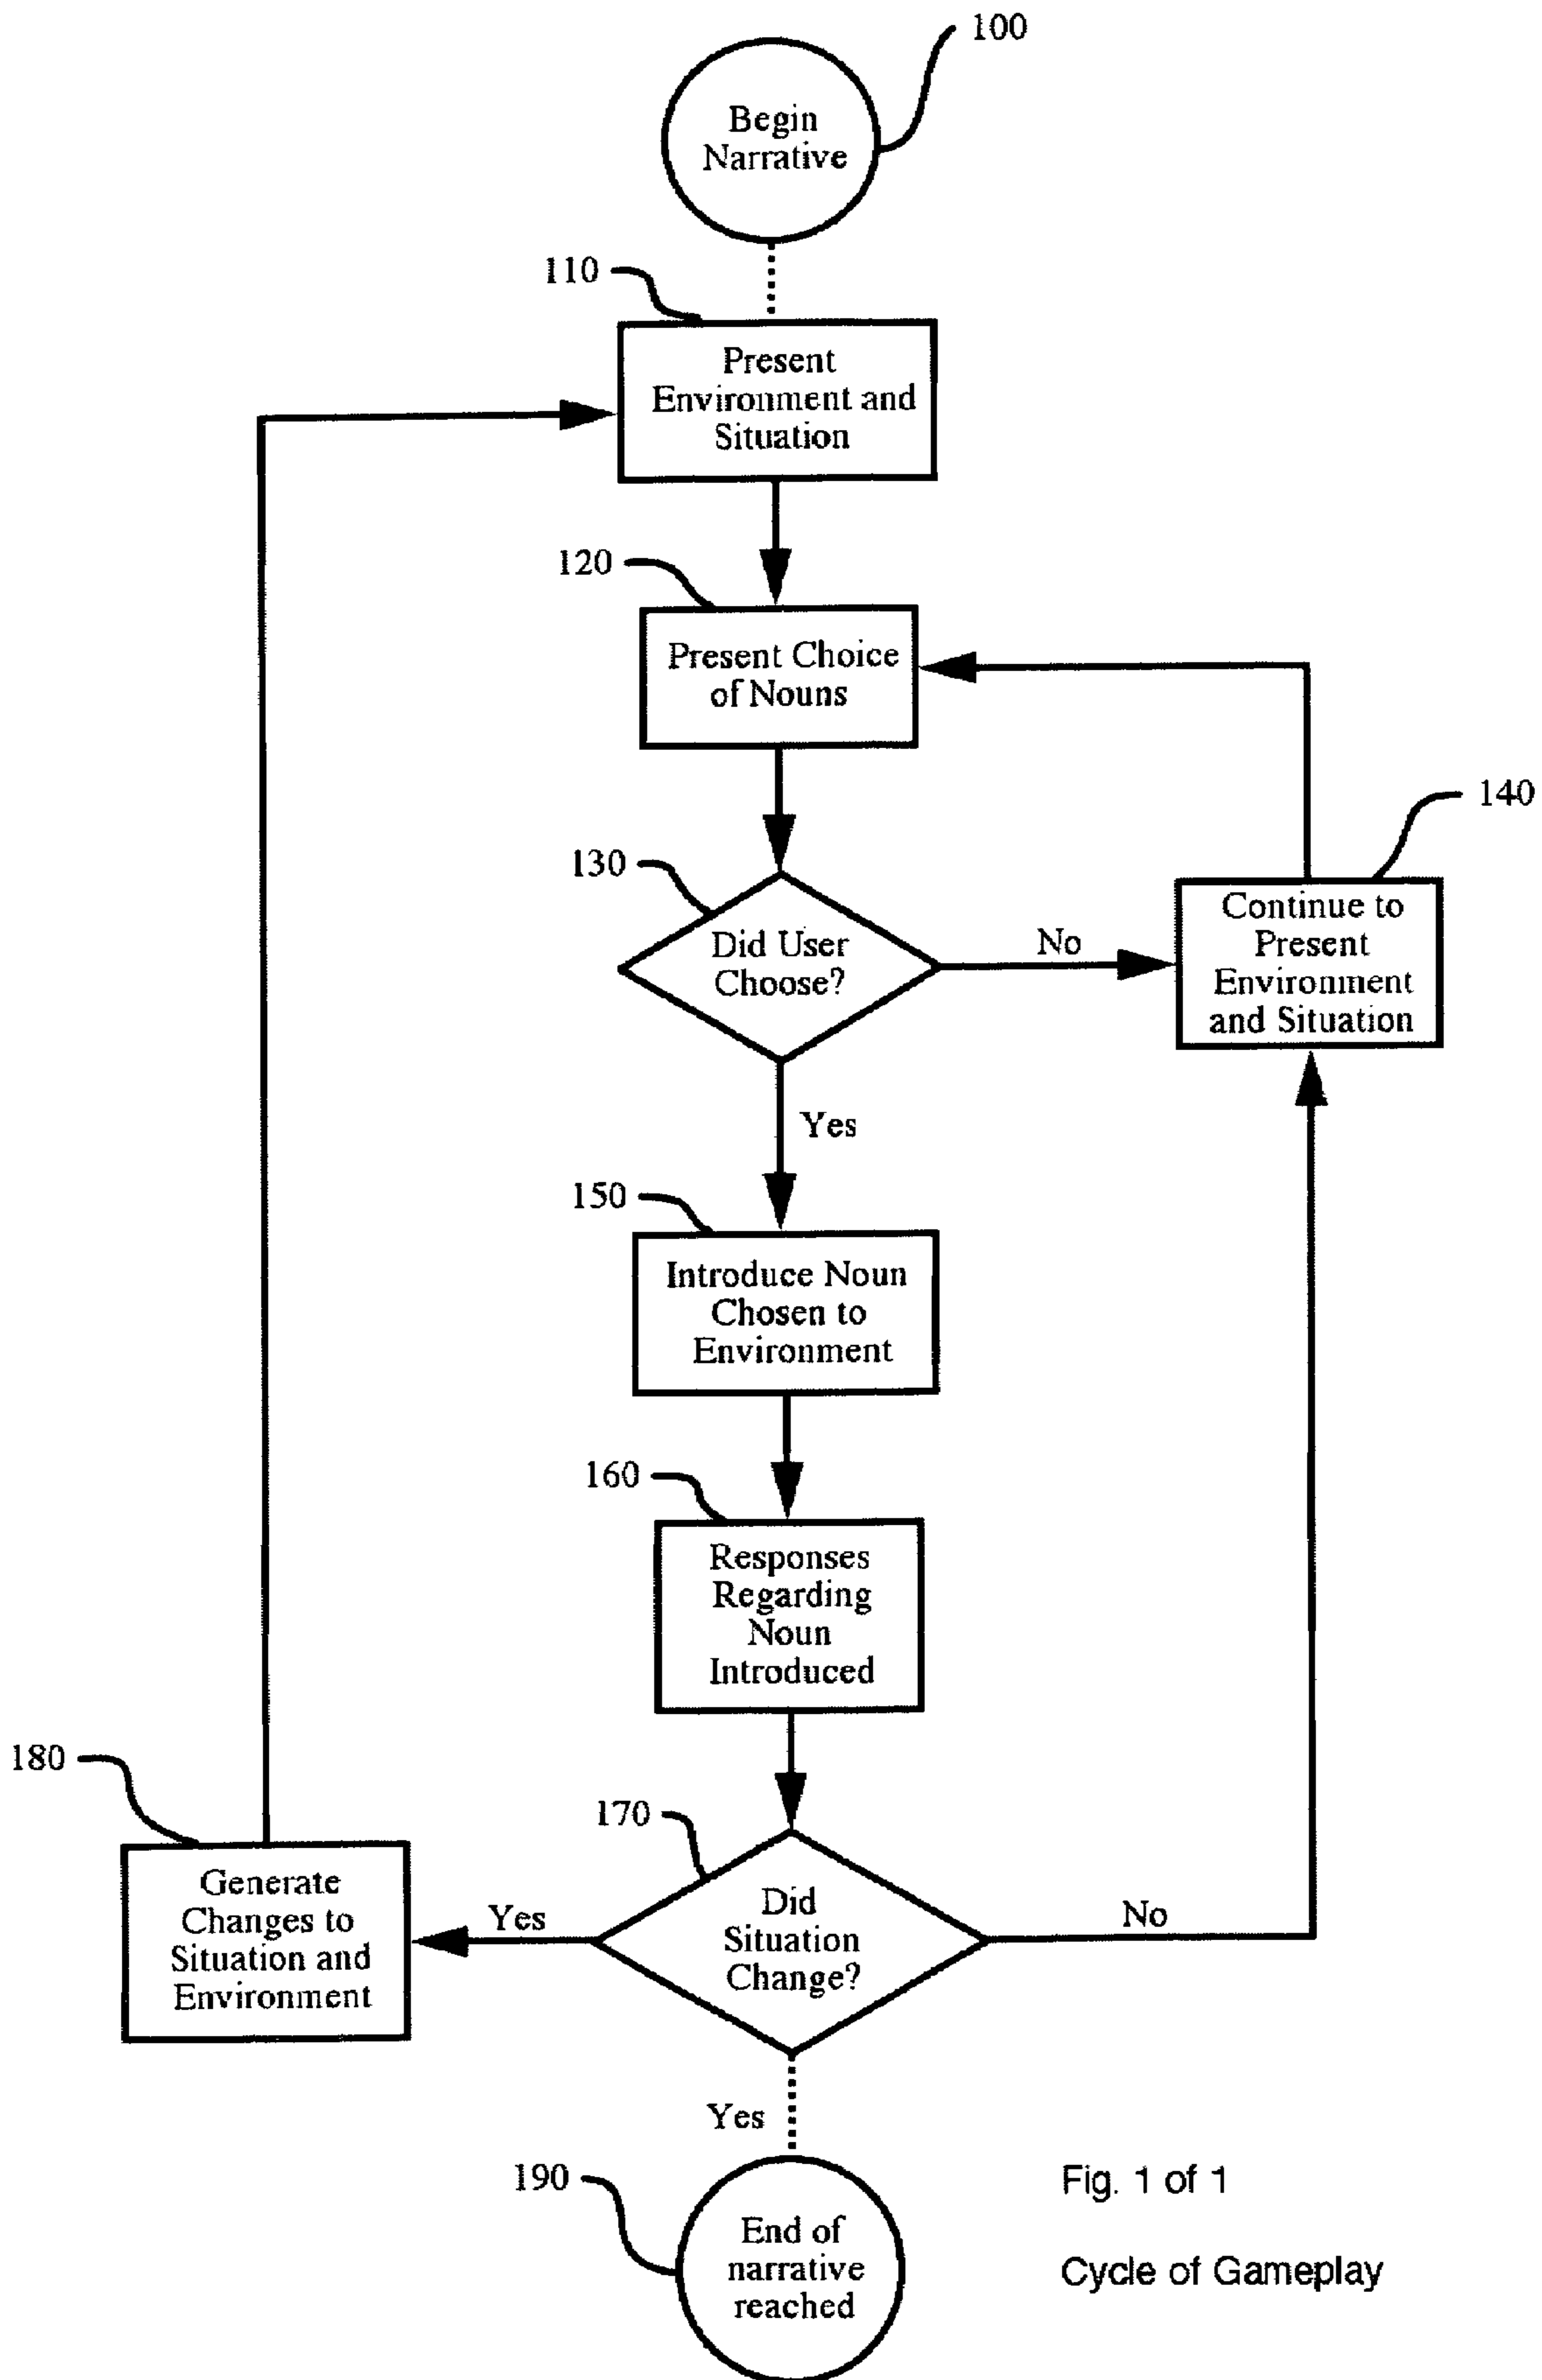 100
Begin
Narrative
110
Present
Environment and
Situation
120
Present Choice
of Nouns
130
Did User
Choose?
No
140
Continue to
Present
Environment
and Situation
Yes
150
Introduce Noun
Chosen to
Environment
160
Responses
Regarding
Noun
Introduced
170
Did
Situation
Change?
No
Yes
180
Generate
Changes to
Situation and
Environment
Yes
190
End of
narrative
reached
Fig. 1 of 1
Cycle of Gameplay